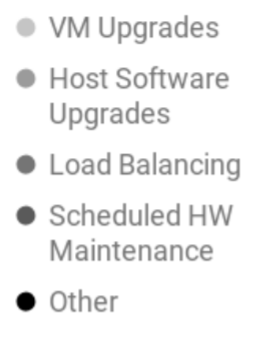 VM Upgrades
Host Software
Upgrades
Load Balancing
Scheduled HW
Maintenance
Other